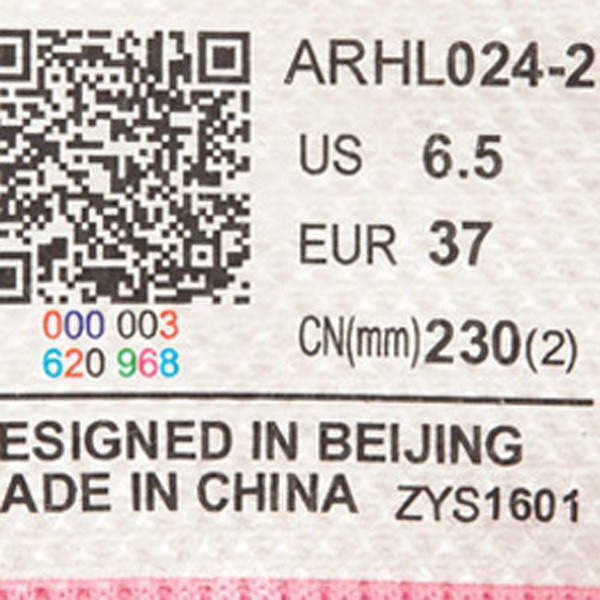 ARHL024-2
US 6.5
EUR 37
CN(mm)230(2)
000 003
620 968
ESIGNED IN BEIJING
ADE IN CHINA ZYS1601